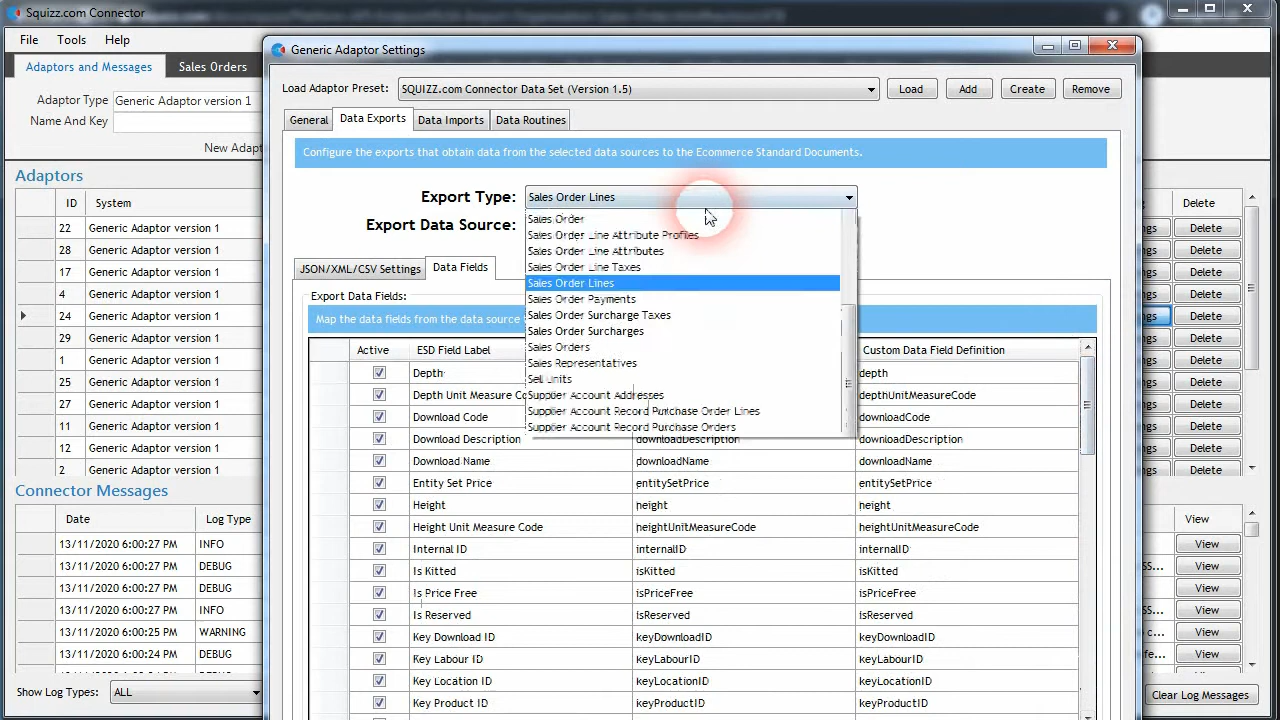 Squizz.com Connector
File Tools Help
Generic Adaptor Settings
Adaptors and Messages Sales Orders
Load Adaptor Preset: SQUIZZ.com Connector Data Set (Version 1.5) Load Add Create Remove
Adaptor Type Generic Adaptor version 1
Name And Key
General Data Exports Data Imports Data Routines
New Adapt
Configure the exports that obtain data from the selected data sources to the Ecommerce Standard Documents.
Adaptors
Export Type: Sales Order Lines
ID System Delete
Export Data Source:
Sales Order
Sales Order Line Attribute Profiles
Sales Order Line Attributes
Sales Order Line Taxes
Sales Order Lines
Sales Order Payments
Sales Order Surcharge Taxes
Sales Order Surcharges
Sales Orders
Sales Representatives
Sell Units
Supplier Account Addresses
Supplier Account Record Purchase Order Lines
Supplier Account Record Purchase Orders
22 Generic Adaptor version 1 ngs Delete
28 Generic Adaptor version 1 ngs Delete
17 Generic Adaptor version 1 ngs Delete
4 Generic Adaptor version 1 ngs Delete
24 Generic Adaptor version 1 ngs Delete
29 Generic Adaptor version 1 ngs Delete
1 Generic Adaptor version 1 ngs Delete
25 Generic Adaptor version 1 ngs Delete
27 Generic Adaptor version 1 ngs Delete
11 Generic Adaptor version 1 ngs Delete
10 Generic Adaptor version 1 ngs Delete
2 Generic Adaptor version 1 ngs Delete
JSON/XML/CSV Settings Data Fields
Export Data Fields:
Map the data fields from the data source
Active ESD Field Label Custom Data Field Definition
Depth depth
Depth Unit Measure Co depthUnitMeasureCode
Download Code downloadCode
Download Description downloadDescription downloadDescription
Download Name downloadName downloadName
Entity Set Price entitySetPrice entitySetPrice
Height height height
Height Unit Measure Code heightUnitMeasureCode heightUnitMeasureCode
Internal ID internalID internalID
Is Kitted isKitted isKitted
Is Price Free isPriceFree isPriceFree
Is Reserved isReserved isReserved
Key Download ID keyDownloadID keyDownloadID
Key Labour ID keyLabourID keyLabourID
Key Location ID keyLocationID keyLocationID
Key Product ID keyProductID keyProductID
Connector Messages
Date Log Type View
13/11/2020 6:00:27 PM INFO View
13/11/2020 6:00:27 PM DEBUG SS... View
13/11/2020 6:00:27 PM DEBUG View
13/11/2020 6:00:27 PM INFO SS... View
13/11/2020 6:00:25 PM WARNING o c... View
13/11/2020 6:00:24 PM DEBUG fe... View
Show Log Types: ALL Clear Log Messages